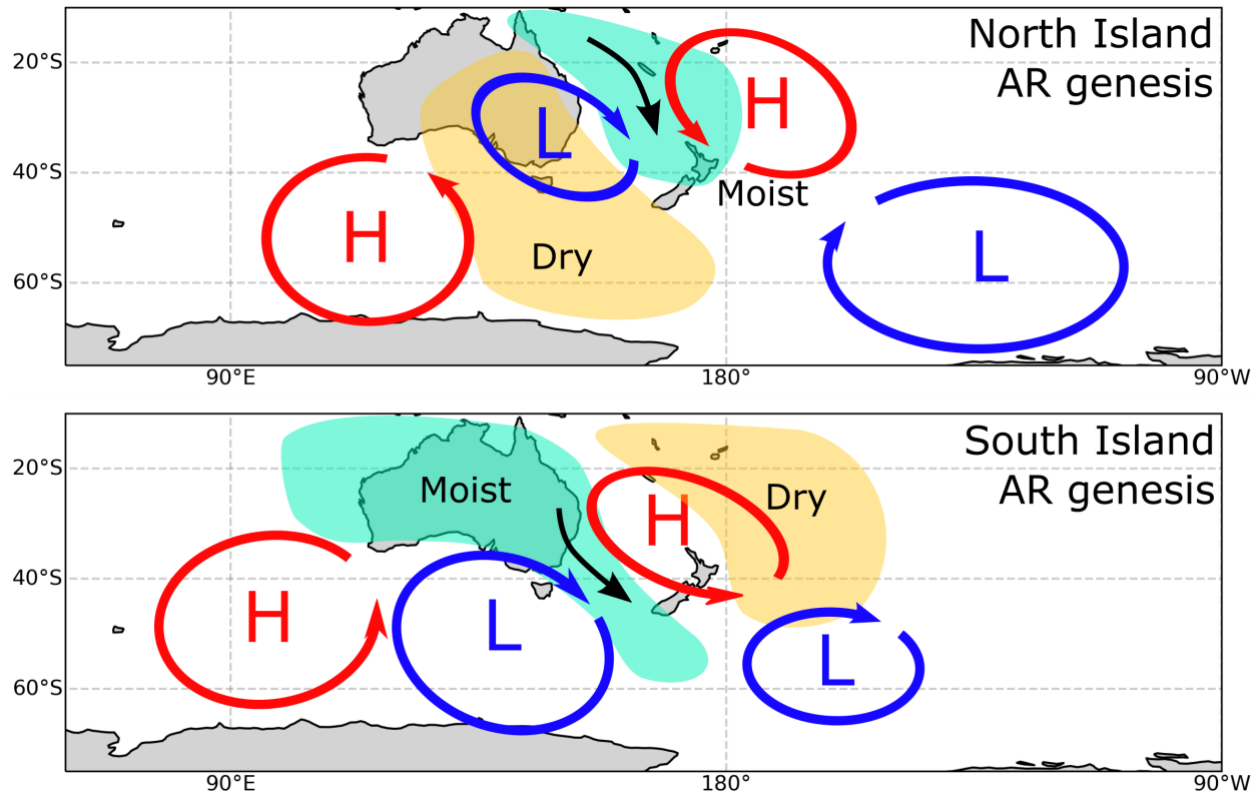 North Island
AR genesis
20°S
40°S
60°S
H
L
H
Moist
Dry
L
90°E
180°
90°W
South Island
AR genesis
20°S
40°S
60°S
Moist
H
Dry
H
L
L
90°E
180°
90°W